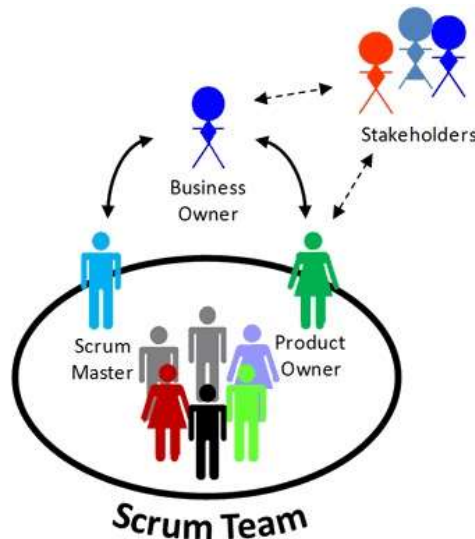 Stakeholders
Business
Owner
Scrum
Master
Product
Owner
Scrum Team